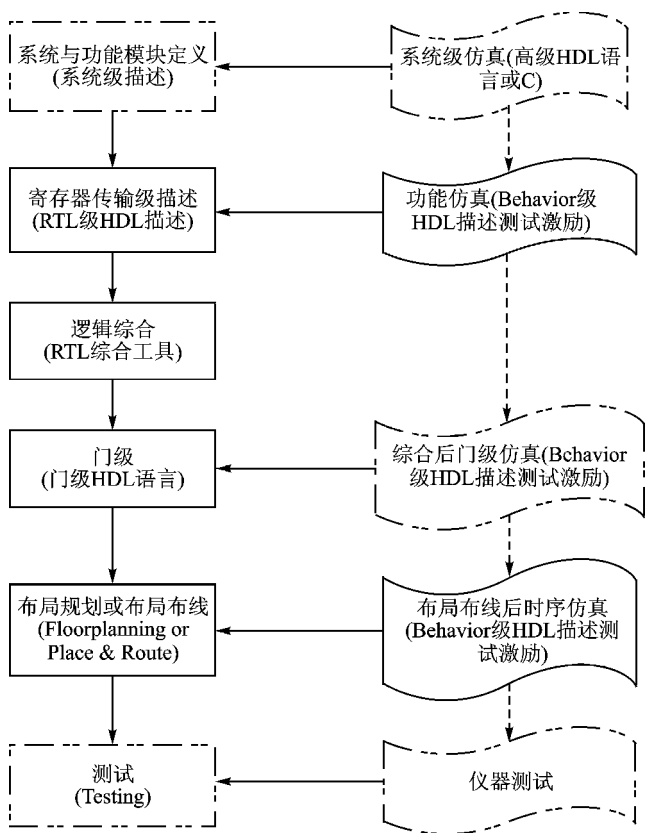 系统与功能模块定义
(系统级描述)
系统级仿真(高级HDL语
言或C)
寄存器传输级描述
(RTL级HDL描述)
功能仿真(Behavior级
HDL描述测试激励)
逻辑综合
(RTL综合工具)
门级
(门级HDL语言)
综合后门级仿真(Bchavior
级HDL描述测试激励)
布局规划或布局布线
(Floorplanning or
Place & Route)
布局布线后时序仿真
(Behavior级HDL描述测
试激励)
测试
(Testing)
仪器测试